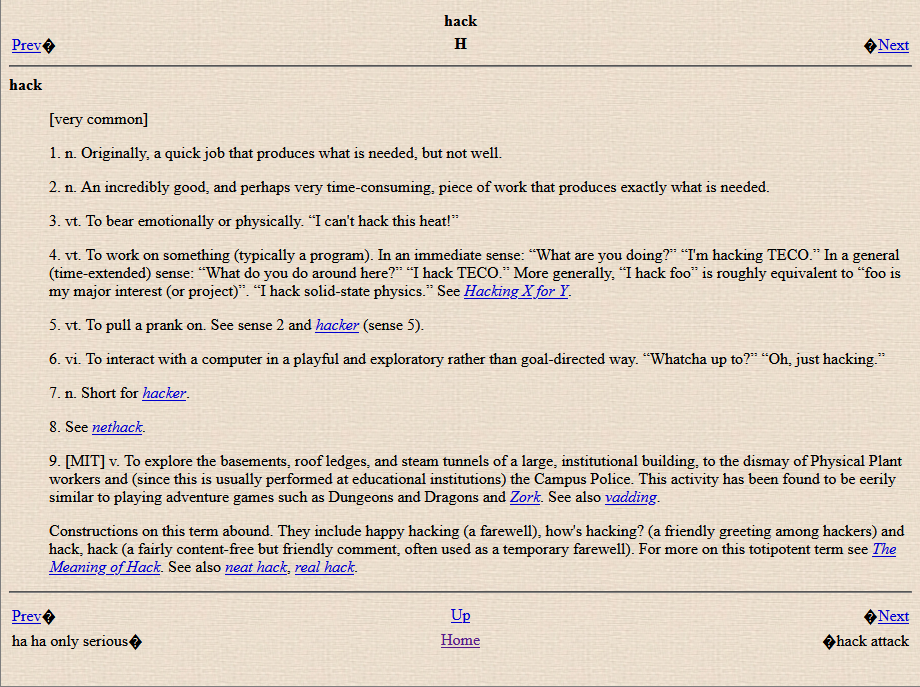 hack
Prev� H �Next
hack
[very common]
1. n. Originally, a quick job that produces what is needed, but not well.
2. n. An incredibly good, and perhaps very time-consuming, piece of work that produces exactly what is needed.
3. vt. To bear emotionally or physically. “I can't hack this heat!”
4. vt. To work on something (typically a program). In an immediate sense: “What are you doing?” “I'm hacking TECO.” In a general
(time-extended) sense: “What do you do around here?” “I hack TECO.” More generally, “I hack foo” is roughly equivalent to “foo is
my major interest (or project)”. “I hack solid-state physics.” See Hacking X for Y.
5. vt. To pull a prank on. See sense 2 and hacker (sense 5).
6. vi. To interact with a computer in a playful and exploratory rather than goal-directed way. “Whatcha up to?” “Oh, just hacking.”
7. n. Short for hacker.
8. See nethack.
9. [MIT] v. To explore the basements, roof ledges, and steam tunnels of a large, institutional building, to the dismay of Physical Plant
workers and (since this is usually performed at educational institutions) the Campus Police. This activity has been found to be eerily
similar to playing adventure games such as Dungeons and Dragons and Zork. See also vadding.
Constructions on this term abound. They include happy hacking (a farewell), how's hacking? (a friendly greeting among hackers) and
hack, hack (a fairly content-free but friendly comment, often used as a temporary farewell). For more on this totipotent term see The
Meaning of Hack. See also neat hack, real hack.
Prev� Up �Next
ha ha only serious� Home �hack attack